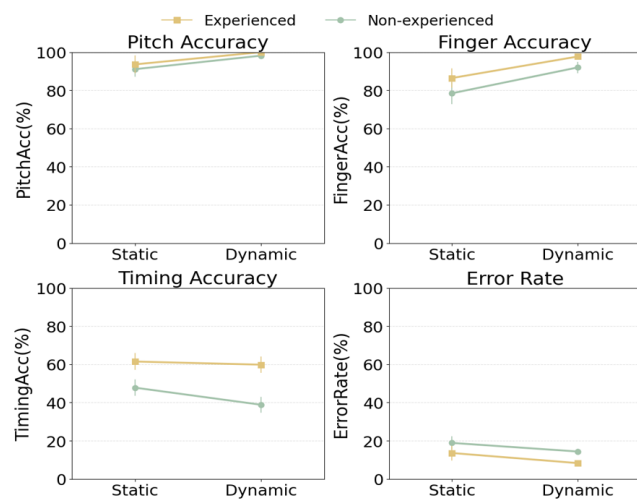 Experienced Non-experienced
Pitch Accuracy
PitchAcc(%)
100
80
60
40
20
0
Static Dynamic
Finger Accuracy
FingerAcc(%)
100
80
60
40
20
0
Static Dynamic
Timing Accuracy
TimingAcc(%)
100
80
60
40
20
0
Static Dynamic
Error Rate
ErrorRate(%)
100
80
60
40
20
0
Static Dynamic